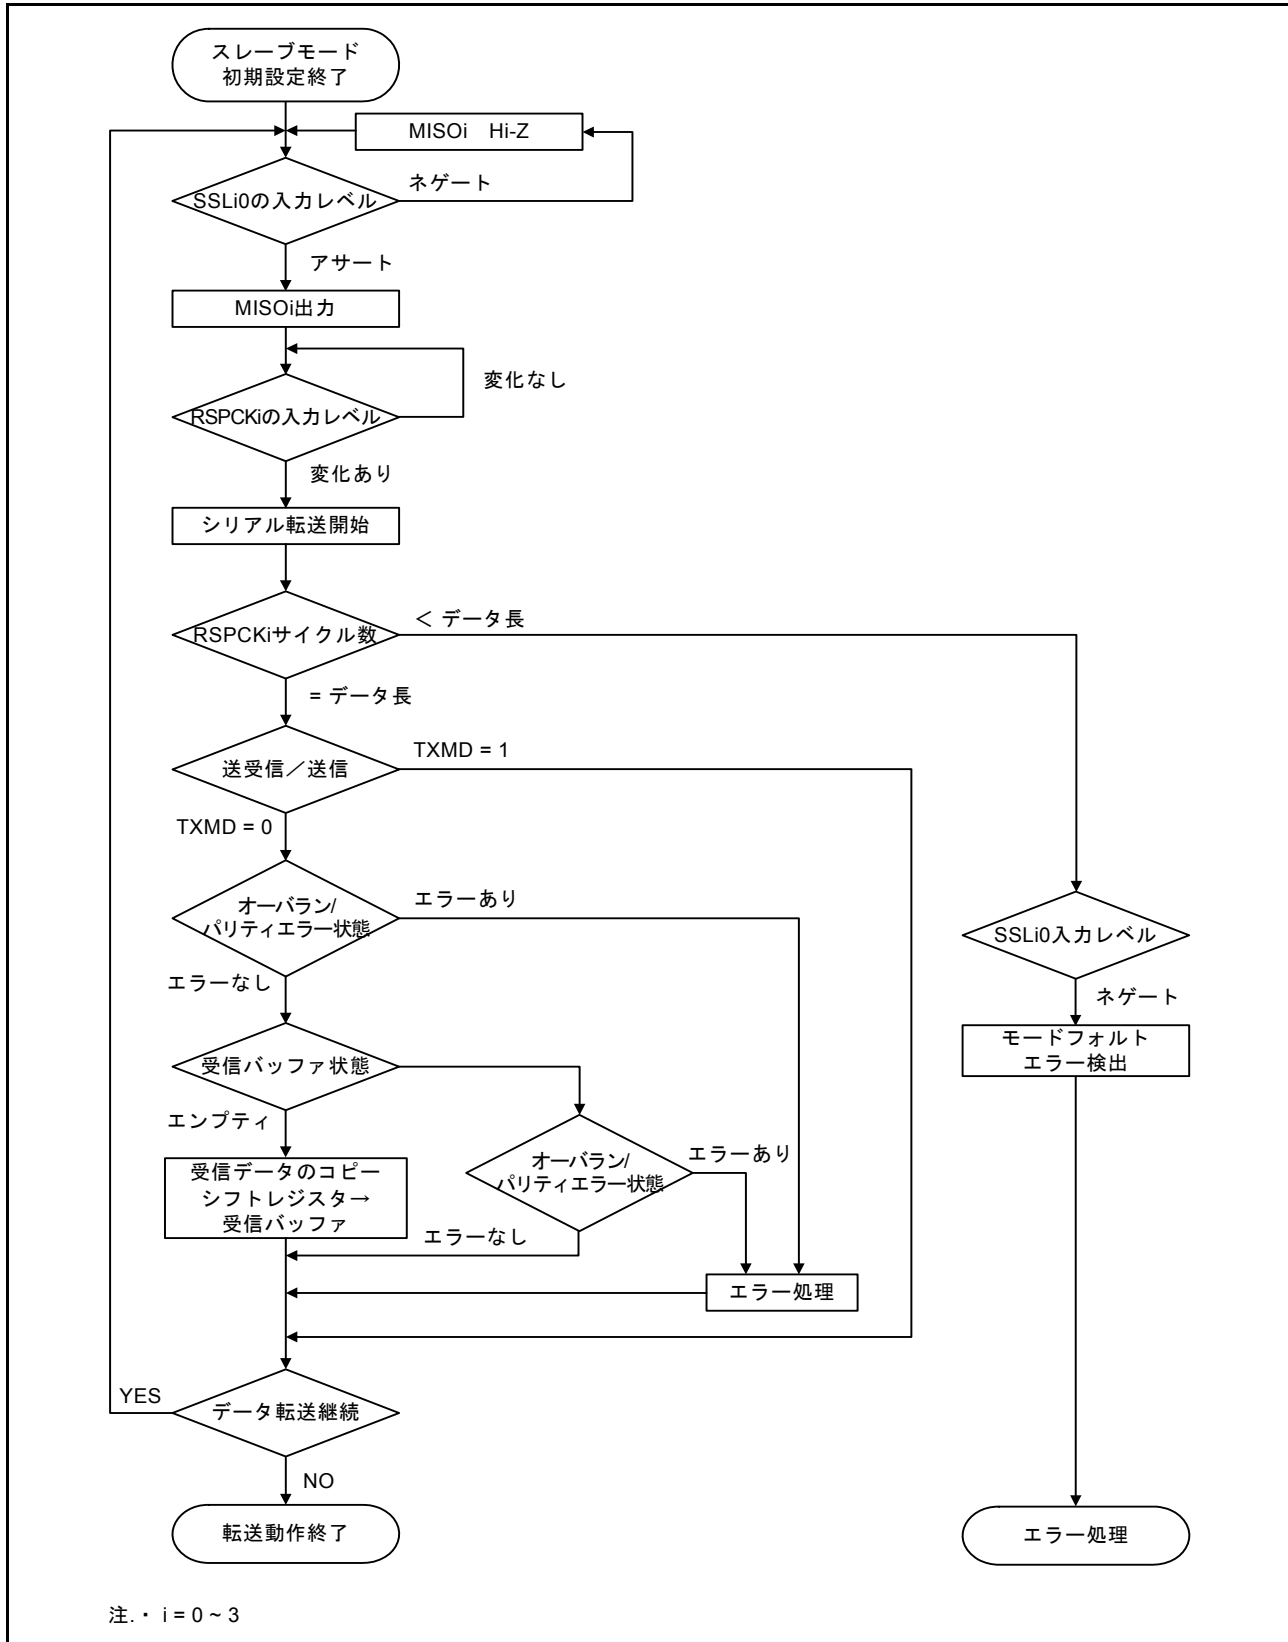 スレーブモード
初期設定終了
MISOi Hi-Z
ネゲート
SSLi0の入力レベル
アサート
MISOi出力
変化なし
RSPCKiの入力レベル
変化あり
シリアル転送開始
< データ長
RSPCKiサイクル数
= データ長
TXMD = 1
送受信／送信
TXMD = 0
オーバラン/
パリティエラー状態
エラーあり
SSLi0入力レベル
エラーなし
ネゲート
モードフォルト
エラー検出
受信バッファ状態
エンプティ
オーバラン/
パリティエラー状態
エラーあり
受信データのコピー
シフトレジスタ→
受信バッファ
エラーなし
エラー処理
YES
データ転送継続
NO
転送動作終了
エラー処理
注.・ i = 0 ~ 3